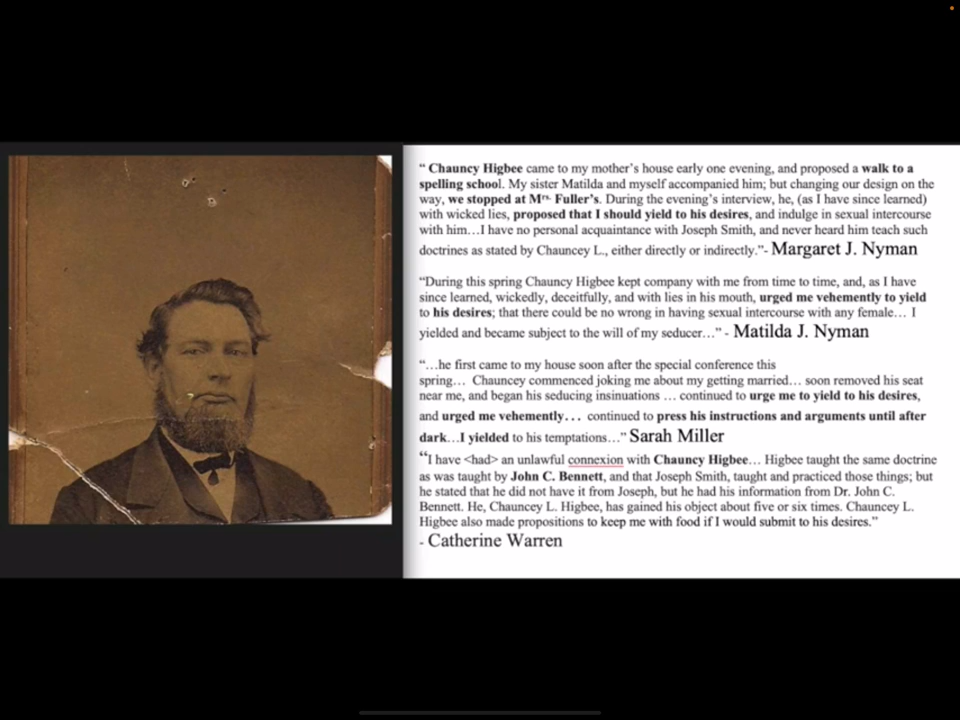 “ Chauncy Higbee came to my mother’s house early one evening, and proposed a walk to a
spelling school. My sister Matilda and myself accompanied him; but changing our design on the
way, we stopped at Mrs. Fuller’s. During the evening’s interview, he, (as I have since learned)
with wicked lies, proposed that I should yield to his desires, and indulge in sexual intercourse
with him…I have no personal acquaintance with Joseph Smith, and never heard him teach such
doctrines as stated by Chauncey L., either directly or indirectly.”- Margaret J. Nyman
“During this spring Chauncy Higbee kept company with me from time to time, and, as I have
since learned, wickedly, deceitfully, and with lies in his mouth, urged me vehemently to yield
to his desires; that there could be no wrong in having sexual intercourse with any female… I
yielded and became subject to the will of my seducer…” - Matilda J. Nyman
“…he first came to my house soon after the special conference this
spring… Chauncey commenced joking me about my getting married… soon removed his seat
near me, and began his seducing insinuations … continued to urge me to yield to his desires,
and urged me vehemently… continued to press his instructions and arguments until after
dark…I yielded to his temptations…” Sarah Miller
“I have <had> an unlawful connexion with Chauncy Higbee… Higbee taught the same doctrine
as was taught by John C. Bennett, and that Joseph Smith, taught and practiced those things; but
he stated that he did not have it from Joseph, but he had his information from Dr. John C.
Bennett. He, Chauncey L. Higbee, has gained his object about five or six times. Chauncey L.
Higbee also made propositions to keep me with food if I would submit to his desires.”
- Catherine Warren